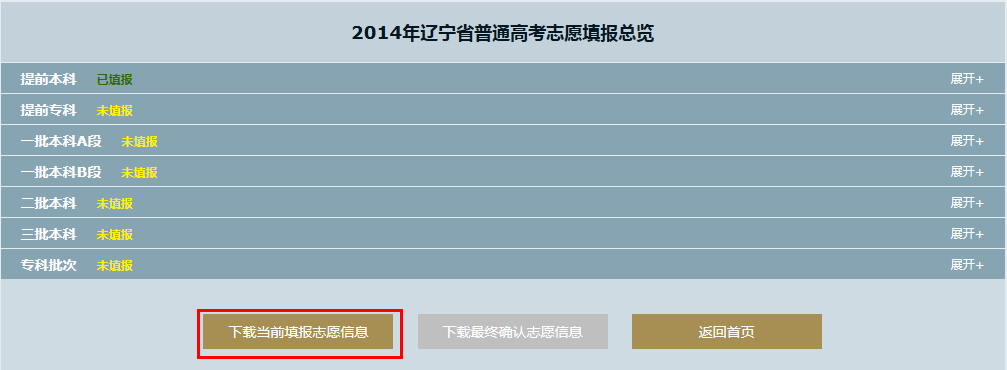 2014年辽宁省普通高考志愿填报总览
提前本科 已填报 展开+
提前专科 未填报 展开+
一批本科A段 未填报 展开+
一批本科B段 未填报 展开+
二批本科 未填报 展开+
三批本科 未填报 展开+
专科批次 未填报 展开+
下载当前填报志愿信息 下载最终确认志愿信息 返回首页